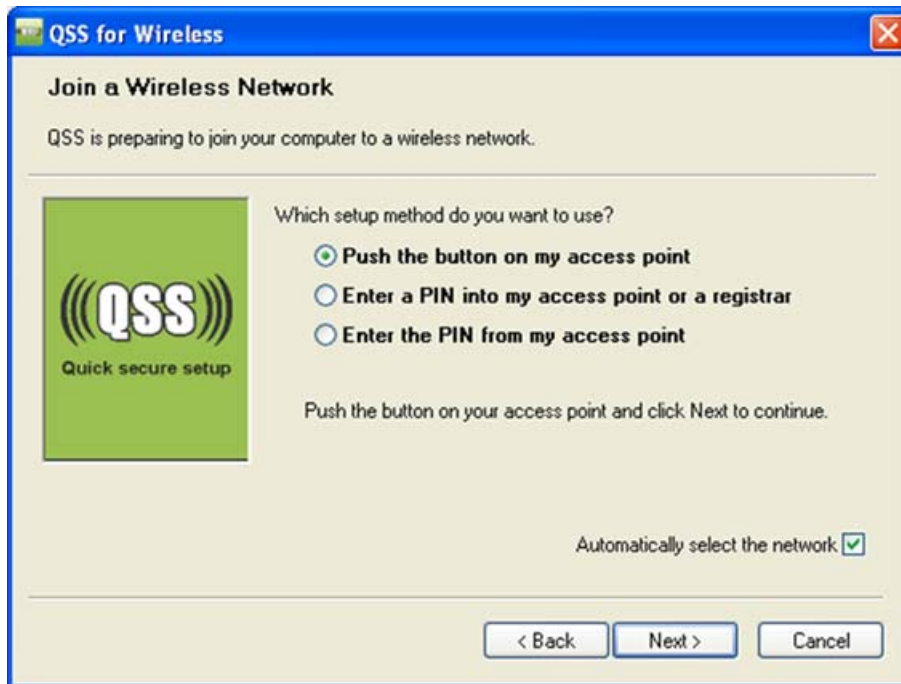 QSS for Wireless
Join a Wireless Network
QSS is preparing to join your computer to a wireless network.
Which setup method do you want to use?
Push the button on my access point
Enter a PIN into my access point or a registrar
Enter the PIN from my access point
QSS
Quick secure setup
Push the button on your access point and click Next to continue.
Automatically select the network
< Back
Next >
Cancel